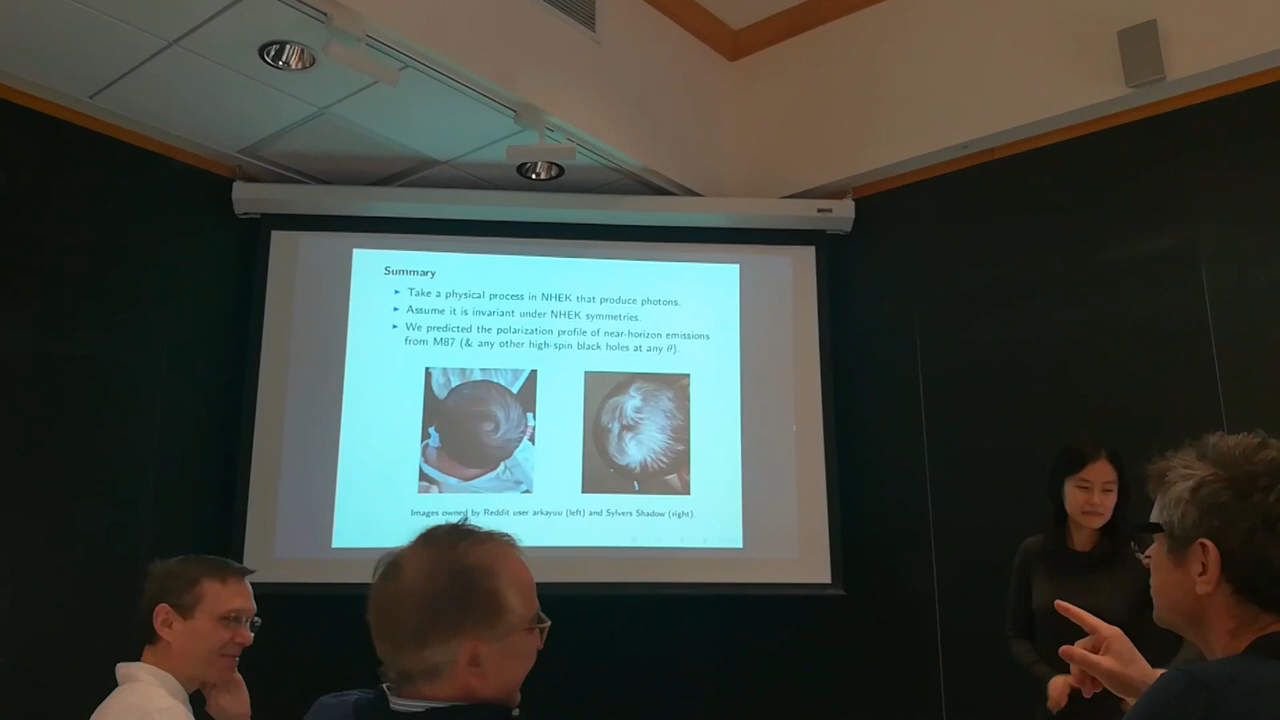 Summary
Take a physical process in NHEK that produce photons.
Assume it is invariant under NHEK symmetries.
We predicted the polarization profile of near-horizon emissions
from M87 (& any other high-spin black holes at any θ).
Images owned by Reddit user arkayuu (left) and Sylvers Shadow (right).